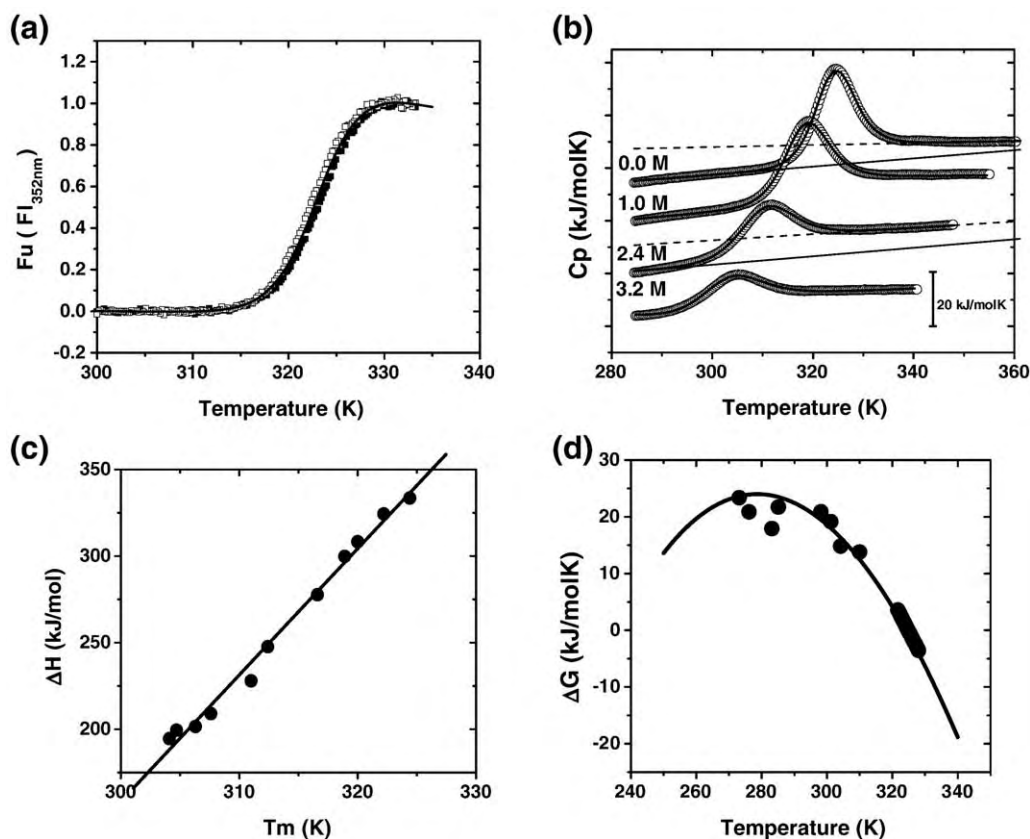 (a)
1.2
1.0
0.8
0.6
0.4
0.2
0.0
-0.2
300
310
320
330
340
Fu ( FI352nm)
Temperature (K)
(b)
0.0 M
1.0 M
2.4 M
3.2 M
20 kJ/molK
280
300
320
340
360
Cp (kJ/molK)
Temperature (K)
(c)
350
300
250
200
300
310
320
330
ΔH (kJ/mol)
Tm (K)
(d)
30
20
10
0
-10
-20
240
260
280
300
320
340
ΔG (kJ/molK)
Temperature (K)